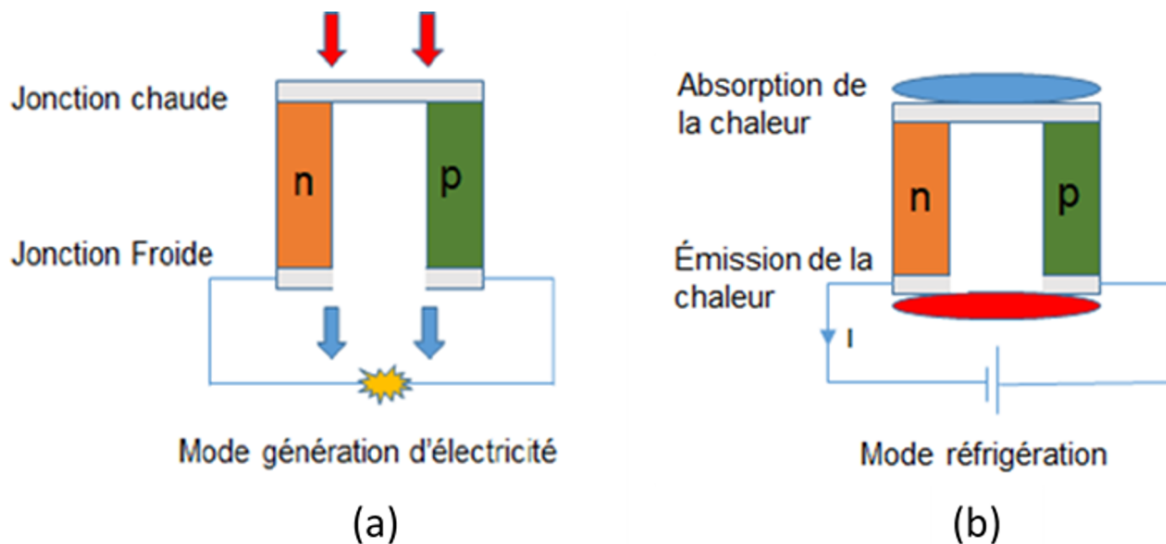 Jonction chaude
n
p
Jonction Froide
Mode génération d'électricité
(a)
Absorption de
la chaleur
n
p
Émission de la
chaleur
I
Mode réfrigération
(b)